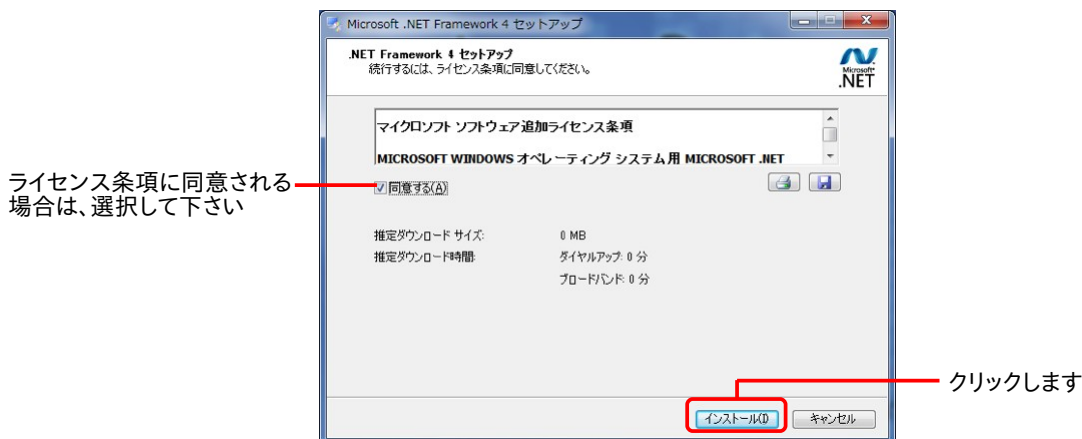 Microsoft .NET Framework 4 セットアップ
.NET Framework 4 セットアップ
続行するには、ライセンス条項に同意してください。
Microsoft
.NET
マイクロソフト ソフトウェア追加ライセンス条項
MICROSOFT WINDOWS オペレーティング システム用 MICROSOFT .NET
ライセンス条項に同意される
場合は、選択して下さい
同意する(A)
推定ダウンロード サイズ: 0 MB
推定ダウンロード時間: ダイヤルアップ: 0 分
ブロードバンド: 0 分
クリックします
インストール(I) キャンセル